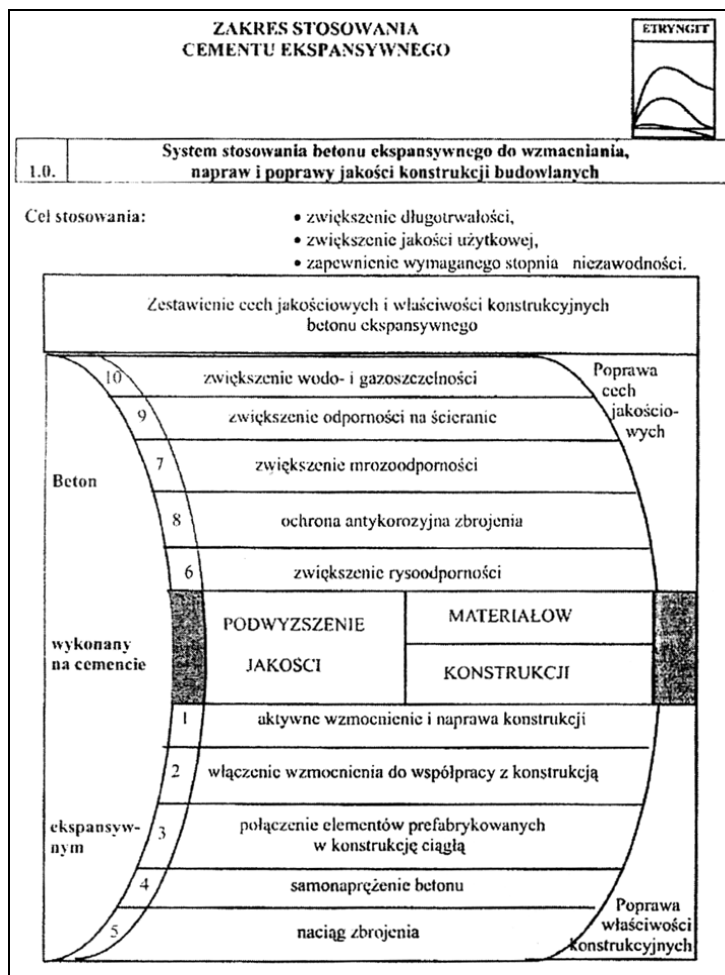 ZAKRES STOSOWANIA
CEMENTU EKSPANSYWNEGO
ETRYNGIT
1.0.
System stosowania betonu ekspansywnego do wzmacniania,
napraw i poprawy jakości konstrukcji budowlanych
Cel stosowania:
• zwiększenie długotrwałości,
• zwiększenie jakości użytkowej,
• zapewnienie wymaganego stopnia niezawodności.
Zestawienie cech jakościowych i właściwości konstrukcyjnych
betonu ekspansywnego
10 zwiększenie wodo- i gazoszczelności
Poprawa
cech
jakościo-
wych
9 zwiększenie odporności na ścieranie
7 zwiększenie mrozoodporności
Beton
8 ochrona antykorozyjna zbrojenia
6 zwiększenie rysoodporności
wykonany
na cemencie
PODWYZSZENIE
JAKOŚCI
MATERIAŁOW
KONSTRUKCJI
1 aktywne wzmocnienie i naprawa konstrukcji
2 włączenie wzmocnienia do współpracy z konstrukcją
ekspansyw-
nym
3 połączenie elementów prefabrykowanych
w konstrukcję ciągłą
4 samonaprężenie betonu
5 naciąg zbrojenia
Poprawa
właściwości
konstrukcyjnych